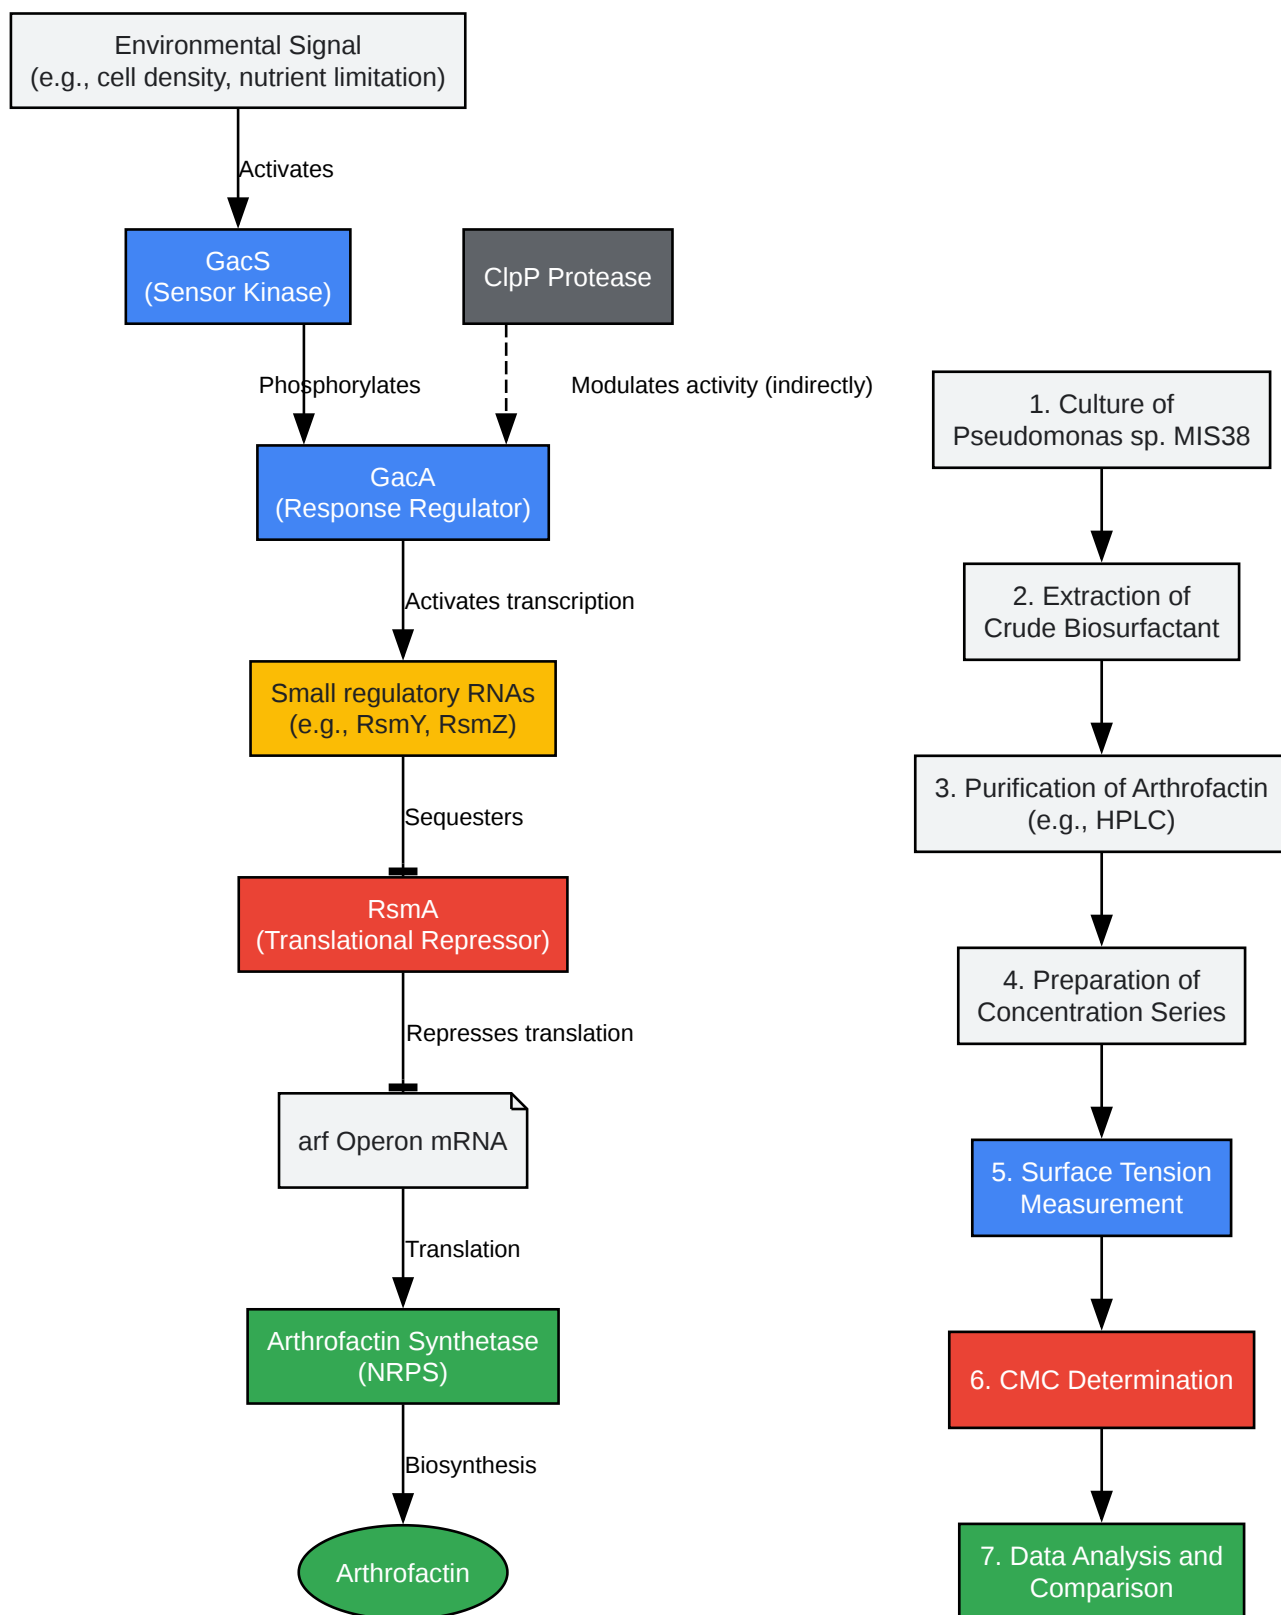 Environmental Signal
(e.g., cell density, nutrient limitation)
Activates
GacS
(Sensor Kinase)
ClpP Protease
Phosphorylates
Modulates activity (indirectly)
GacA
(Response Regulator)
Activates transcription
Small regulatory RNAs
(e.g., RsmY, RsmZ)
Sequesters
RsmA
(Translational Repressor)
Represses translation
arf Operon mRNA
Translation
Arthrofactin Synthetase
(NRPS)
Biosynthesis
Arthrofactin
1. Culture of
Pseudomonas sp. MIS38
2. Extraction of
Crude Biosurfactant
3. Purification of Arthrofactin
(e.g., HPLC)
4. Preparation of
Concentration Series
5. Surface Tension
Measurement
6. CMC Determination
7. Data Analysis and
Comparison